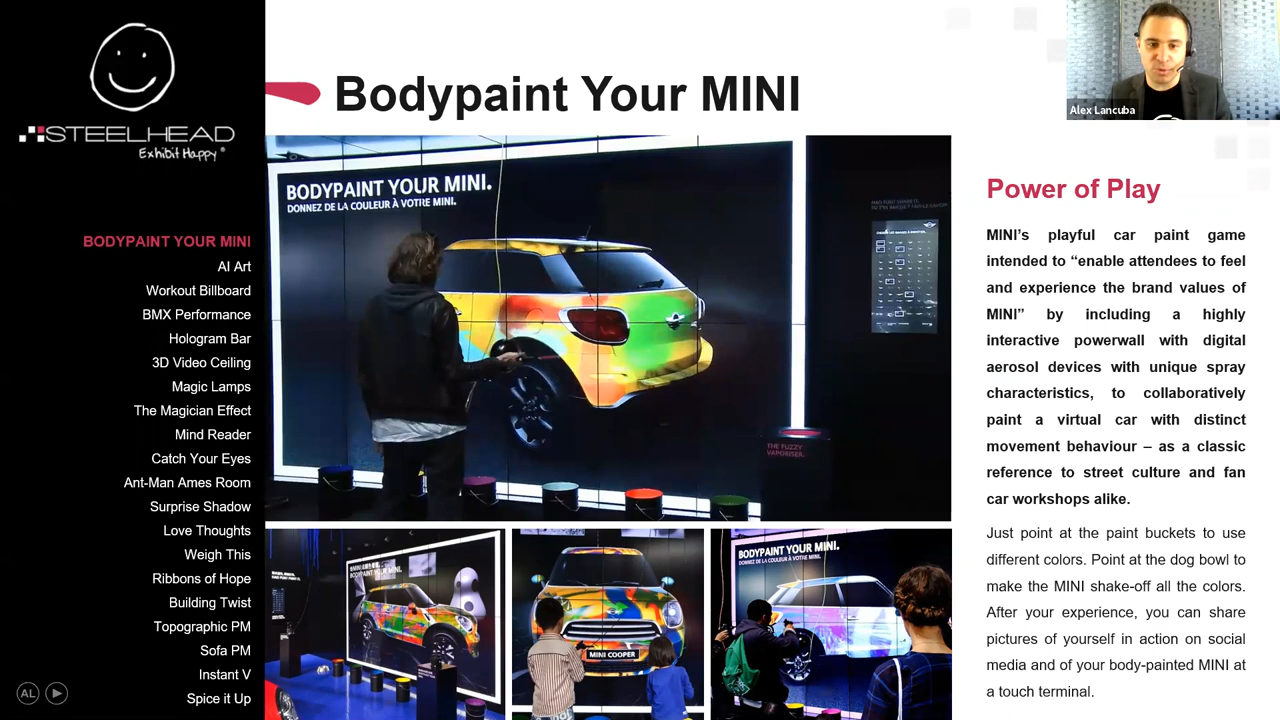 STEELHEAD
Exhibit Happy
BODYPAINT YOUR MINI
AI Art
Workout Billboard
BMX Performance
Hologram Bar
3D Video Ceiling
Magic Lamps
The Magician Effect
Mind Reader
Catch Your Eyes
Ant-Man Ames Room
Surprise Shadow
Love Thoughts
Weigh This
Ribbons of Hope
Building Twist
Topographic PM
Sofa PM
Instant V
Spice it Up
AL
Bodypaint Your MINI
BODYPAINT YOUR MINI.
DONNEZ DE LA COULEUR À VOTRE MINI.
THE FUZZY
VAPORISER.
BODYPAINT YOUR MINI.
MINI COOPER
BODYPAINT YOUR MINI.
DONNEZ DE LA COULEUR À VOTRE MINI.
Alex Lancuba
Power of Play
MINI’s playful car paint game
intended to “enable attendees to feel
and experience the brand values of
MINI” by including a highly
interactive powerwall with digital
aerosol devices with unique spray
characteristics, to collaboratively
paint a virtual car with distinct
movement behaviour – as a classic
reference to street culture and fan
car workshops alike.
Just point at the paint buckets to use
different colors. Point at the dog bowl to
make the MINI shake-off all the colors.
After your experience, you can share
pictures of yourself in action on social
media and of your body-painted MINI at
a touch terminal.